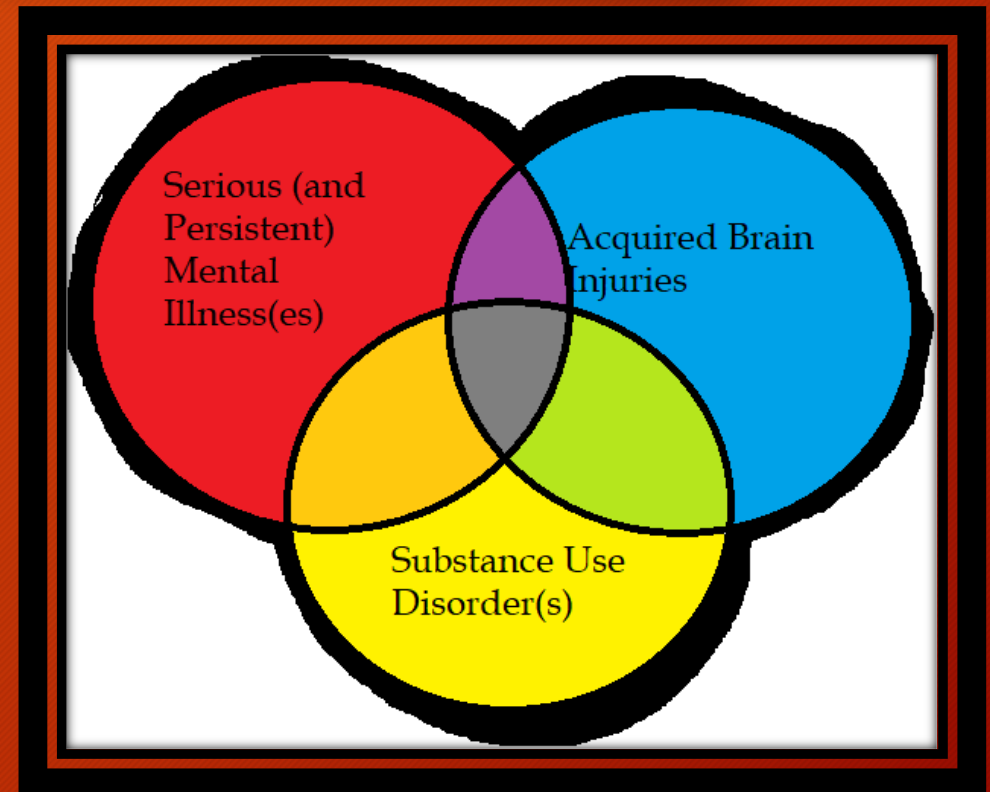 Serious (and
Persistent)
Mental
Illness(es)
Acquired Brain
Injuries
Substance Use
Disorder(s)